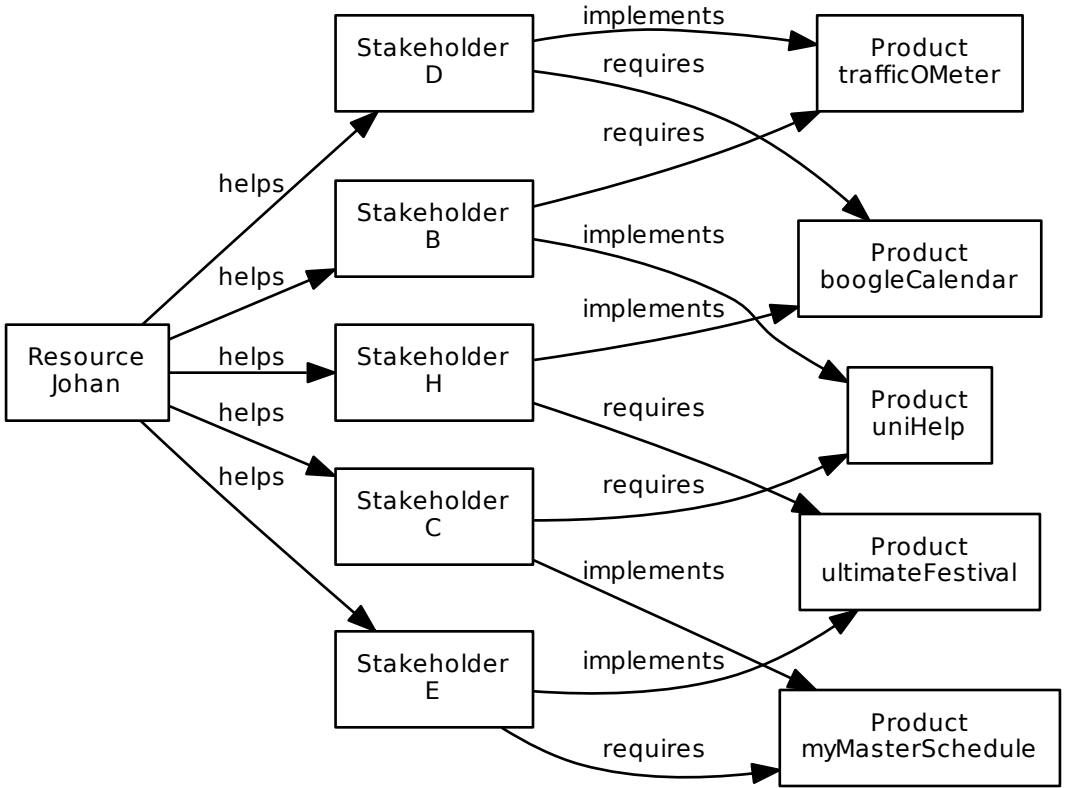 implements
Stakeholder
D
Product
trafficOMeter
requires
requires
helps
Stakeholder
B
implements
Product
boogleCalendar
helps
implements
Resource
Johan
helps
Stakeholder
H
Product
uniHelp
requires
helps
requires
Stakeholder
C
helps
Product
ultimateFestival
implements
Stakeholder
E
implements
Product
myMasterSchedule
requires